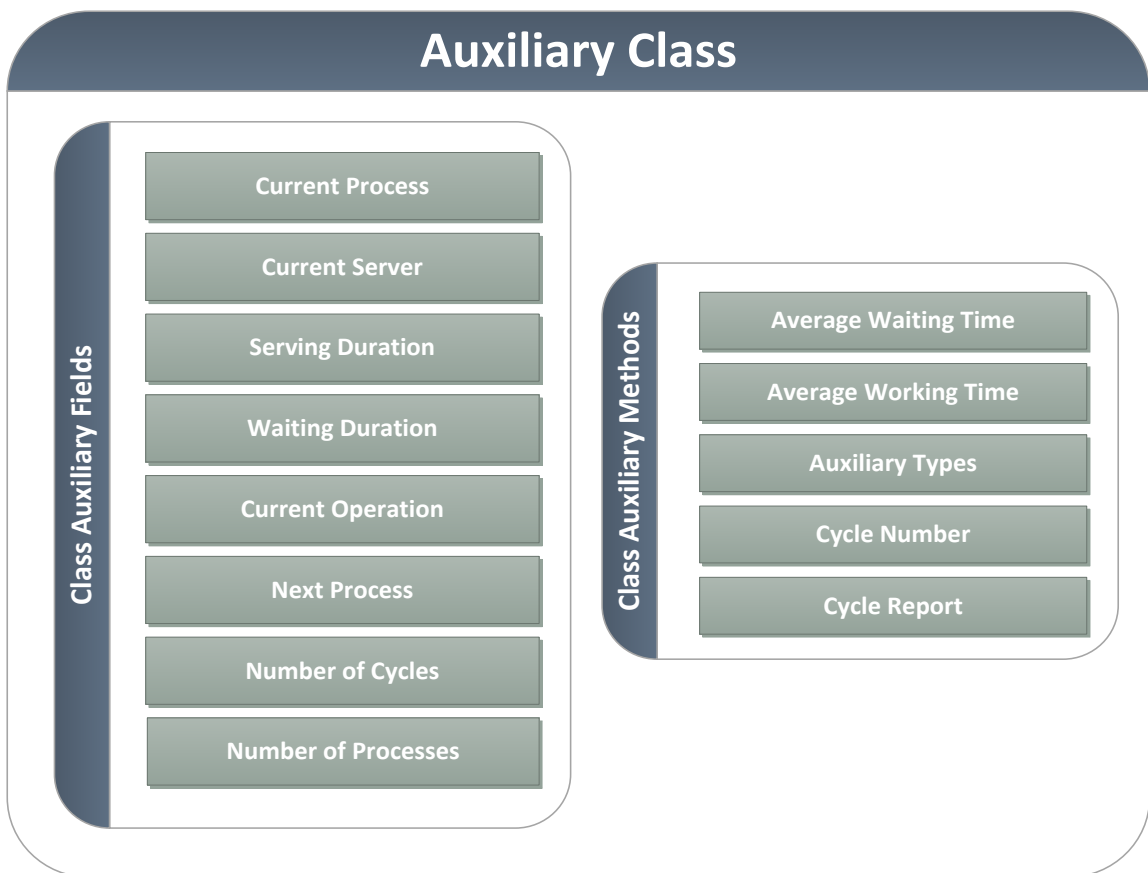 Auxiliary Class
Class Auxiliary Fields
Current Process
Current Server
Serving Duration
Waiting Duration
Current Operation
Next Process
Number of Cycles
Number of Processes
Class Auxiliary Methods
Average Waiting Time
Average Working Time
Auxiliary Types
Cycle Number
Cycle Report